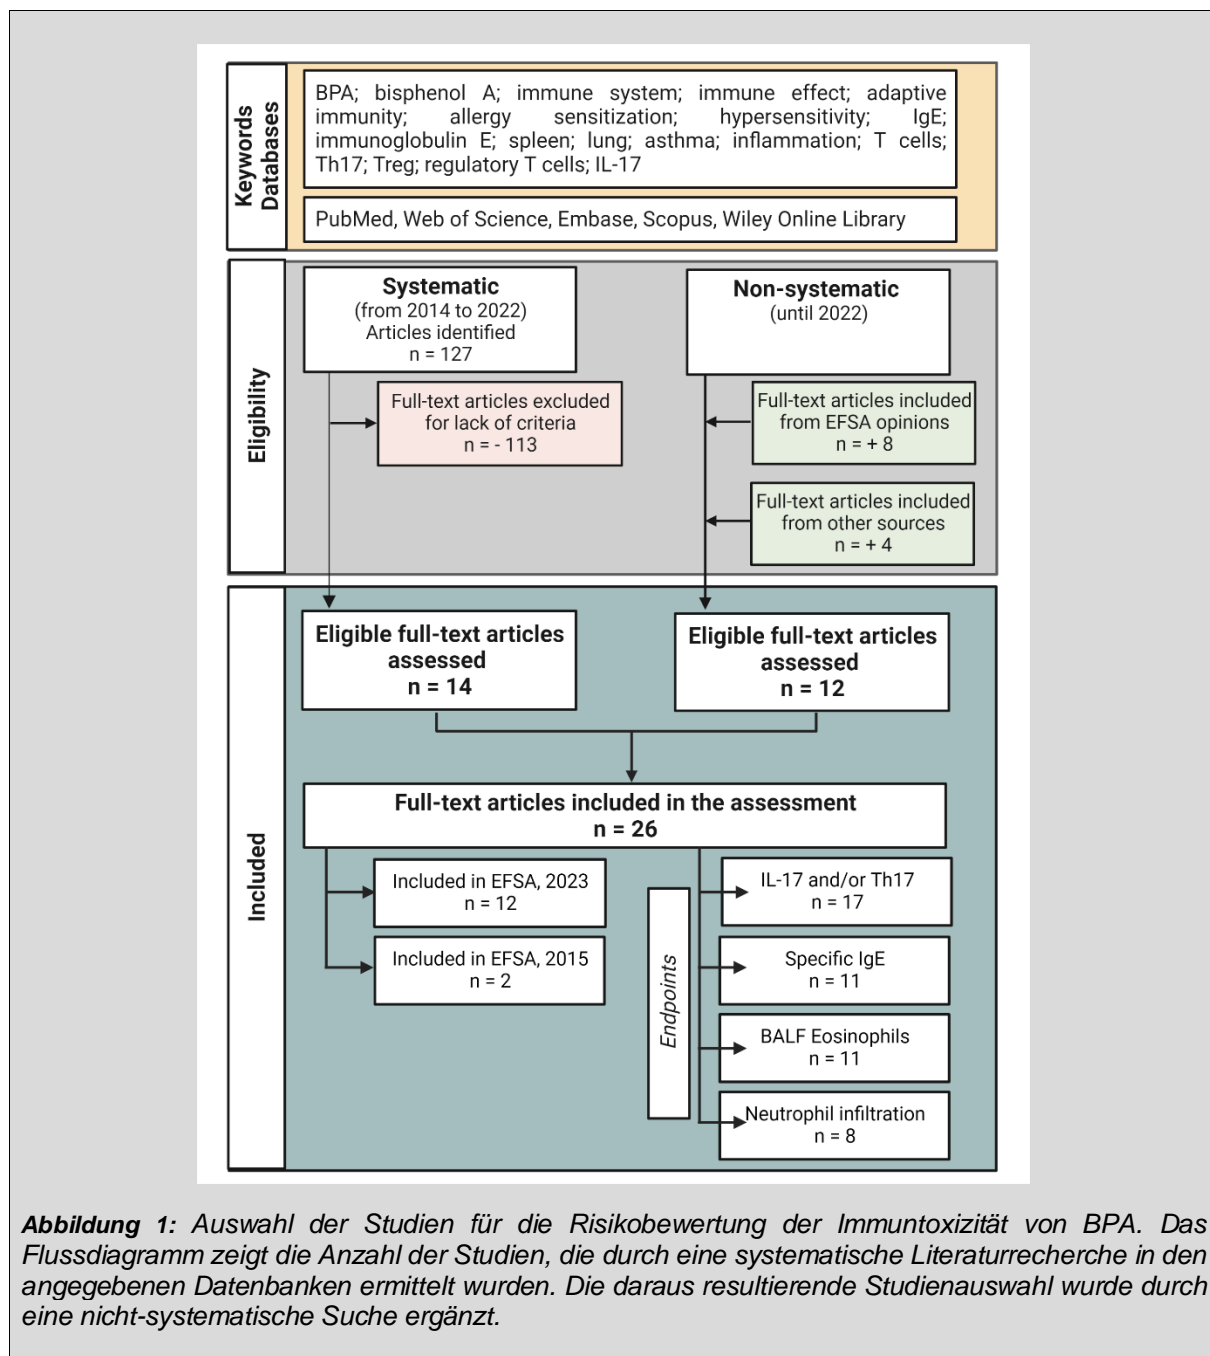 Keywords
Databases
BPA; bisphenol A; immune system; immune effect; adaptive
immunity; allergy sensitization; hypersensitivity; IgE;
immunoglobulin E; spleen; lung; asthma; inflammation; T cells;
Th17; Treg; regulatory T cells; IL-17
PubMed, Web of Science, Embase, Scopus, Wiley Online Library
Eligibility
Systematic
(from 2014 to 2022)
Articles identified
n = 127
Non-systematic
(until 2022)
Full-text articles excluded
for lack of criteria
n = - 113
Full-text articles included
from EFSA opinions
n = + 8
Full-text articles included
from other sources
n = + 4
Included
Eligible full-text articles
assessed
n = 14
Eligible full-text articles
assessed
n = 12
Full-text articles included in the assessment
n = 26
Included in EFSA, 2023
n = 12
Included in EFSA, 2015
n = 2
Endpoints
IL-17 and/or Th17
n = 17
Specific IgE
n = 11
BALF Eosinophils
n = 11
Neutrophil infiltration
n = 8
Abbildung 1: Auswahl der Studien für die Risikobewertung der Immuntoxizität von BPA. Das
Flussdiagramm zeigt die Anzahl der Studien, die durch eine systematische Literaturrecherche in den
angegebenen Datenbanken ermittelt wurden. Die daraus resultierende Studienauswahl wurde durch
eine nicht-systematische Suche ergänzt.